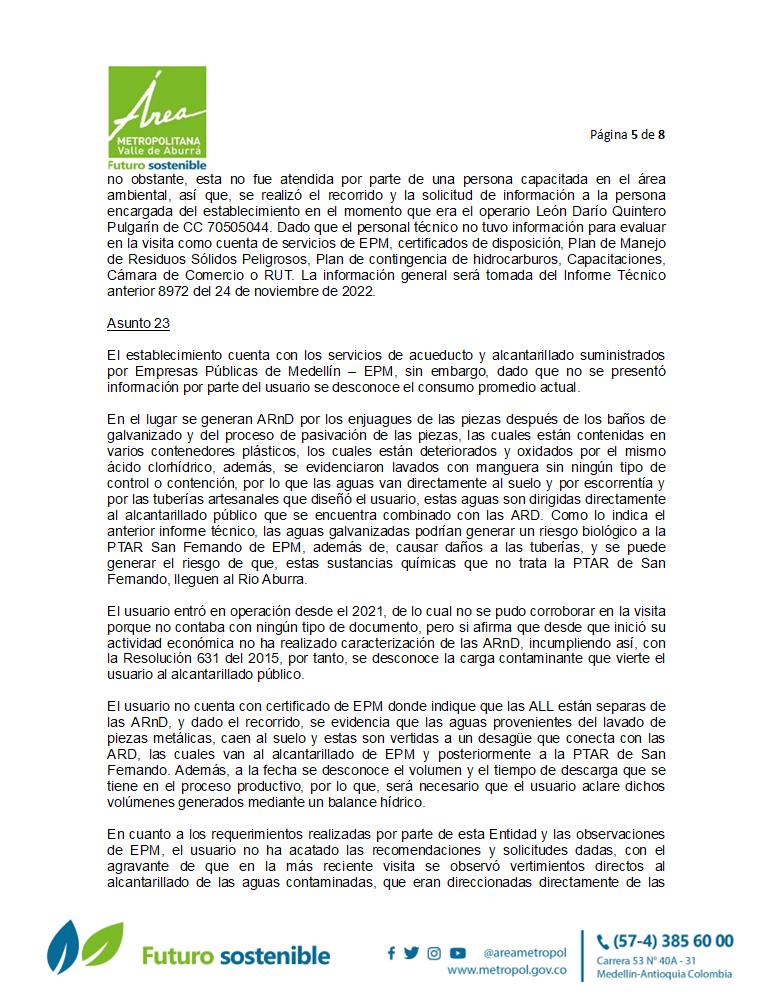 Área
METROPOLITANA
Valle de Aburrá
Futuro sostenible
Página 5 de 8
no obstante, esta no fue atendida por parte de una persona capacitada en el área
ambiental, así que, se realizó el recorrido y la solicitud de información a la persona
encargada del establecimiento en el momento que era el operario León Darío Quintero
Pulgarín de CC 70505044. Dado que el personal técnico no tuvo información para evaluar
en la visita como cuenta de servicios de EPM, certificados de disposición, Plan de Manejo
de Residuos Sólidos Peligrosos, Plan de contingencia de hidrocarburos, Capacitaciones,
Cámara de Comercio o RUT. La información general será tomada del Informe Técnico
anterior 8972 del 24 de noviembre de 2022.
Asunto 23
El establecimiento cuenta con los servicios de acueducto y alcantarillado suministrados
por Empresas Públicas de Medellín – EPM, sin embargo, dado que no se presentó
información por parte del usuario se desconoce el consumo promedio actual.
En el lugar se generan ARnD por los enjuagues de las piezas después de los baños de
galvanizado y del proceso de pasivación de las piezas, las cuales están contenidas en
varios contenedores plásticos, los cuales están deteriorados y oxidados por el mismo
ácido clorhídrico, además, se evidenciaron lavados con manguera sin ningún tipo de
control o contención, por lo que las aguas van directamente al suelo y por escorrentía y
por las tuberías artesanales que diseñó el usuario, estas aguas son dirigidas directamente
al alcantarillado público que se encuentra combinado con las ARD. Como lo indica el
anterior informe técnico, las aguas galvanizadas podrían generar un riesgo biológico a la
PTAR San Fernando de EPM, además de, causar daños a las tuberías, y se puede
generar el riesgo de que, estas sustancias químicas que no trata la PTAR de San
Fernando, lleguen al Rio Aburra.
El usuario entró en operación desde el 2021, de lo cual no se pudo corroborar en la visita
porque no contaba con ningún tipo de documento, pero si afirma que desde que inició su
actividad económica no ha realizado caracterización de las ARnD, incumpliendo así, con
la Resolución 631 del 2015, por tanto, se desconoce la carga contaminante que vierte el
usuario al alcantarillado público.
El usuario no cuenta con certificado de EPM donde indique que las ALL están separas de
las ARnD, y dado el recorrido, se evidencia que las aguas provenientes del lavado de
piezas metálicas, caen al suelo y estas son vertidas a un desagüe que conecta con las
ARD, las cuales van al alcantarillado de EPM y posteriormente a la PTAR de San
Fernando. Además, a la fecha se desconoce el volumen y el tiempo de descarga que se
tiene en el proceso productivo, por lo que, será necesario que el usuario aclare dichos
volúmenes generados mediante un balance hídrico.
En cuanto a los requerimientos realizadas por parte de esta Entidad y las observaciones
de EPM, el usuario no ha acatado las recomendaciones y solicitudes dadas, con el
agravante de que en la más reciente visita se observó vertimientos directos al
alcantarillado de las aguas contaminadas, que eran direccionadas directamente de las
Futuro sostenible
@areametropol
www.metropol.gov.co
(57-4) 385 60 00
Carrera 53 N° 40A - 31
Medellín-Antioquia Colombia